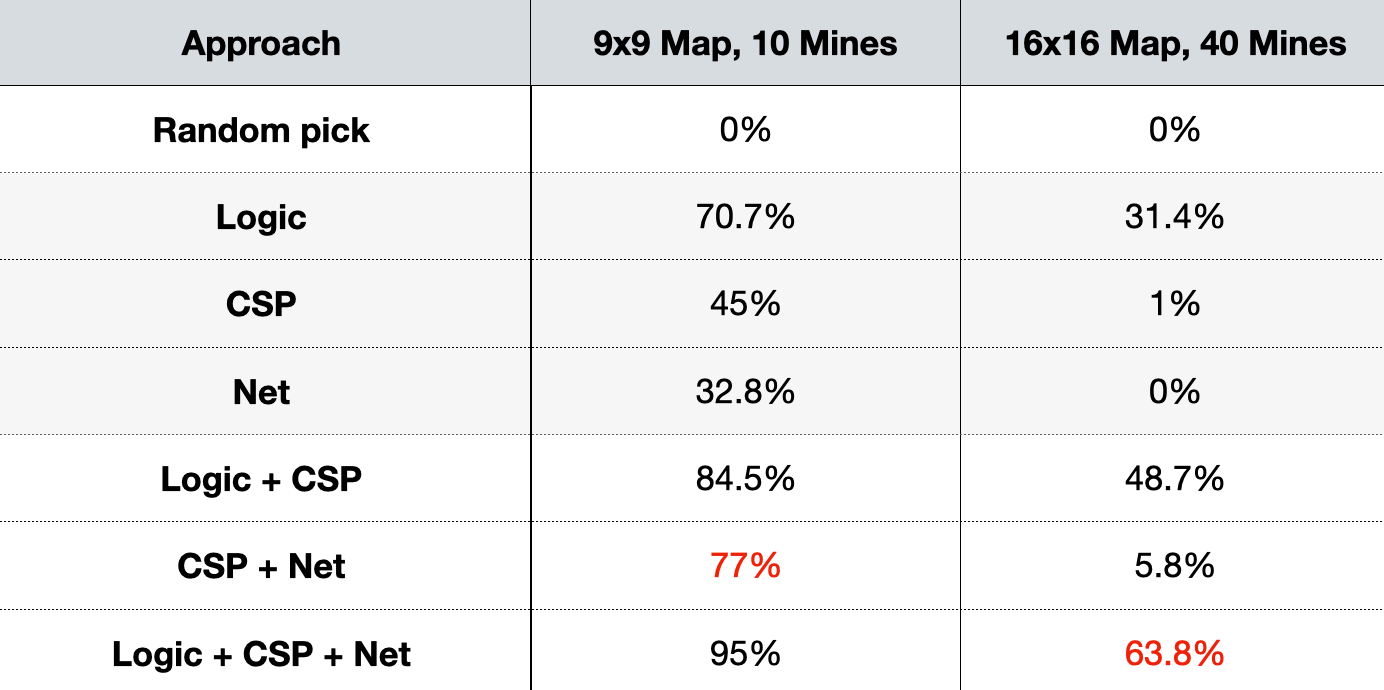 Approach 9x9 Map, 10 Mines 16x16 Map, 40 Mines
Random pick 0% 0%
Logic 70.7% 31.4%
CSP 45% 1%
Net 32.8% 0%
Logic + CSP 84.5% 48.7%
CSP + Net 77% 5.8%
Logic + CSP + Net 95% 63.8%